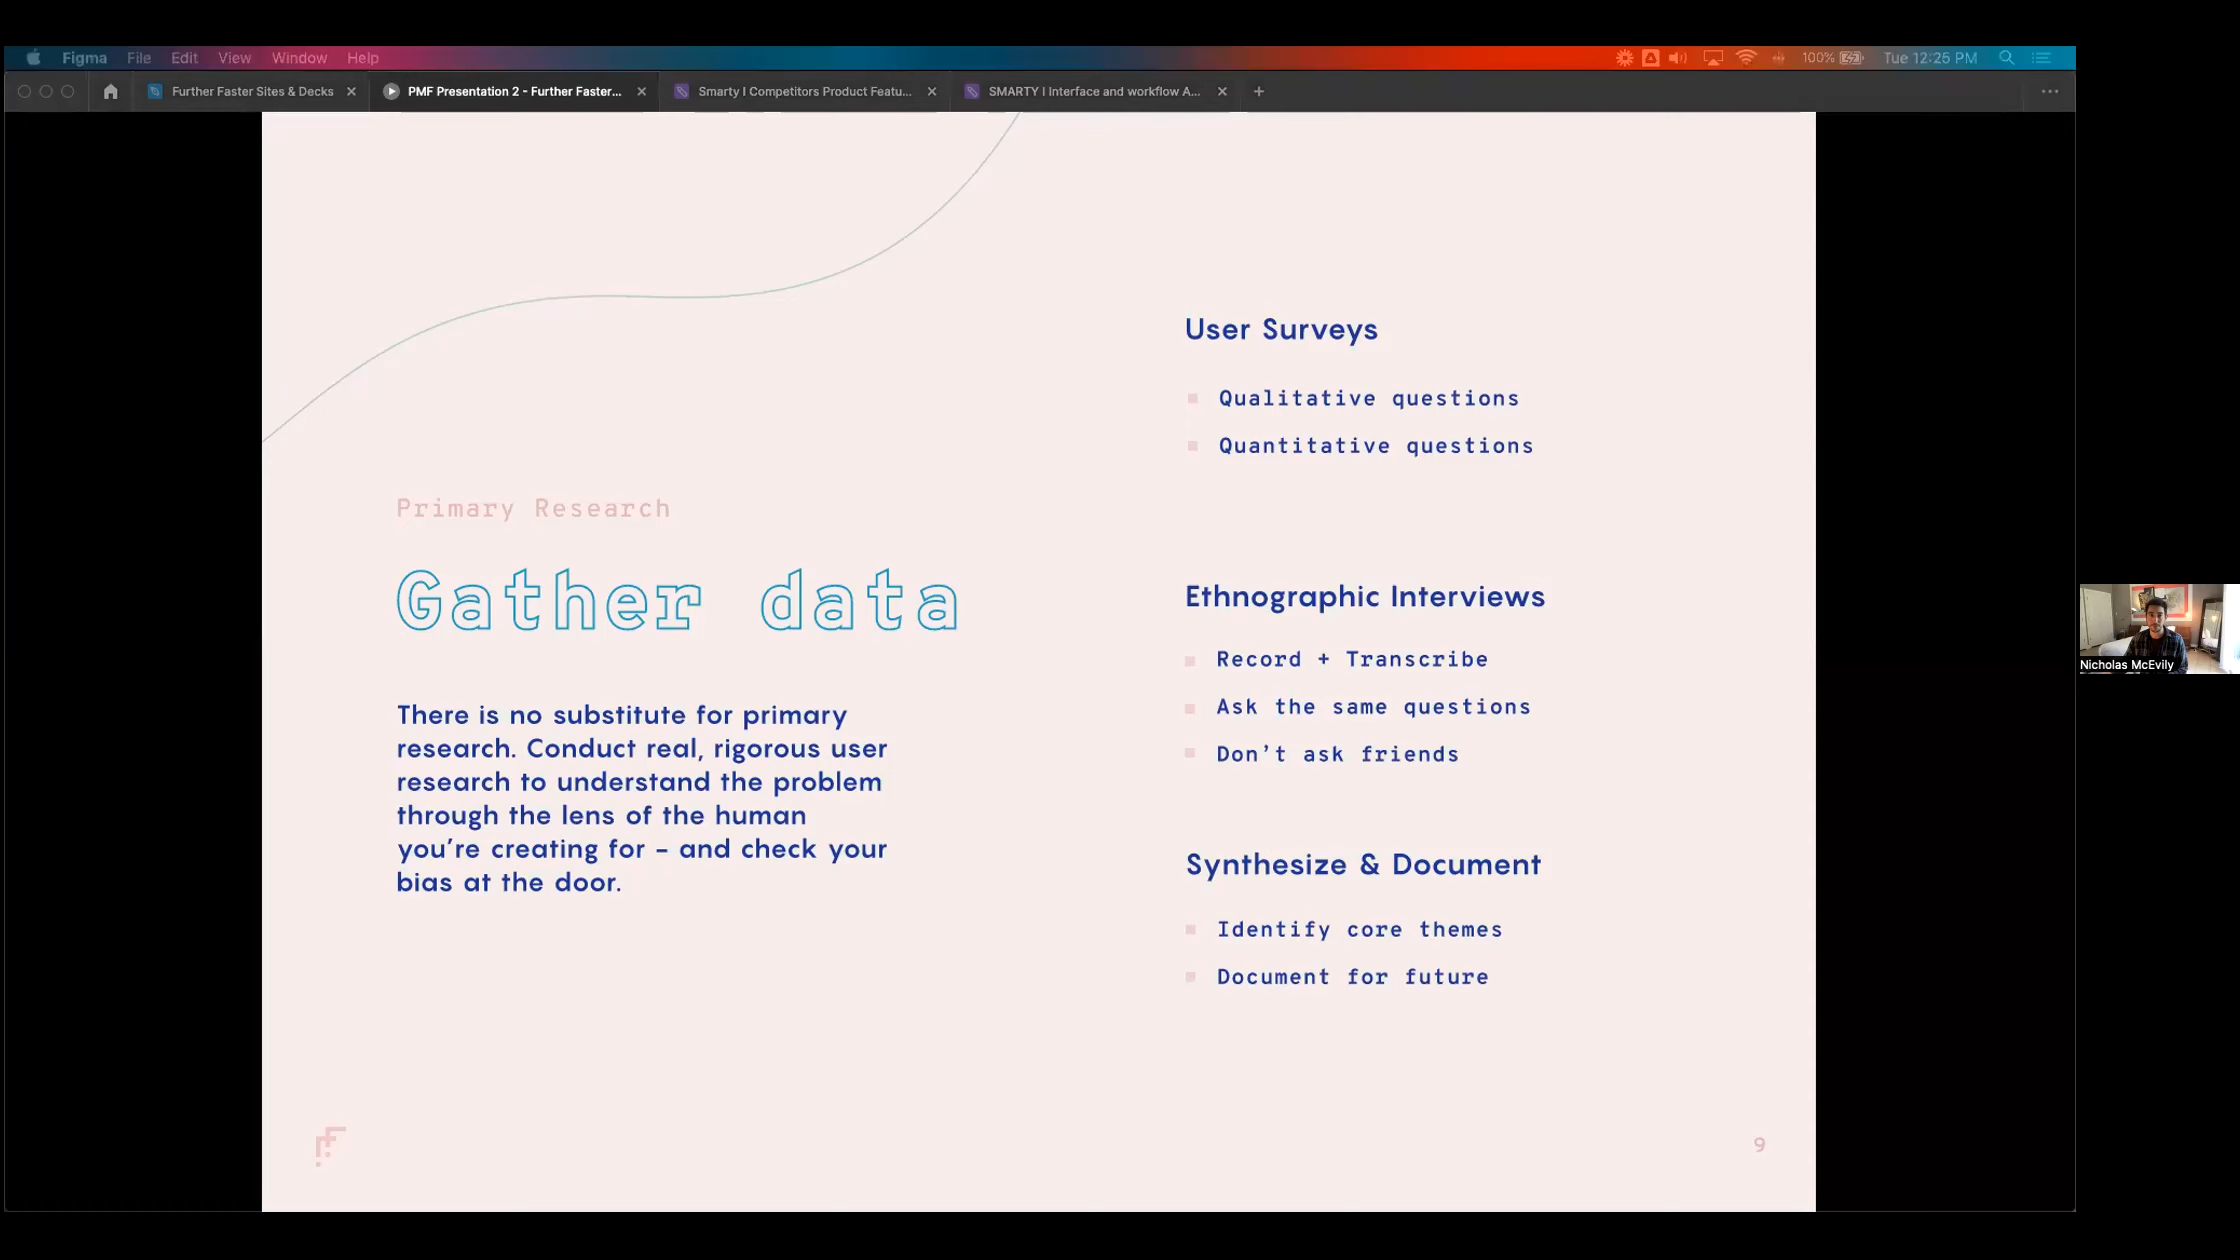 Figma File Edit View Window Help 100% Tue 12:25 PM
Further Faster Sites & Decks PMF Presentation 2 - Further Faster... Smarty I Competitors Product Featu... SMARTY I Interface and workflow A...
Primary Research
Gather data
There is no substitute for primary
research. Conduct real, rigorous user
research to understand the problem
through the lens of the human
you're creating for – and check your
bias at the door.
User Surveys
Qualitative questions
Quantitative questions
Ethnographic Interviews
Record + Transcribe
Ask the same questions
Don't ask friends
Synthesize & Document
Identify core themes
Document for future
9
Nicholas McEvily